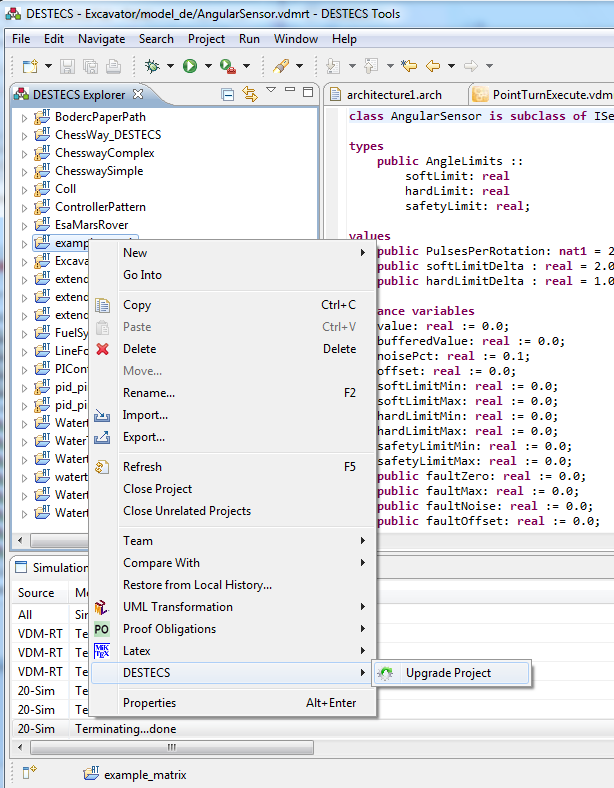 DESTECS - Excavator/model_de/AngularSensor.vdmrt - DESTECS Tools
File Edit Navigate Search Project Run Window Help
DESTECS Explorer
architecture1.arch
PointTurnExecute.vdm
BodercPaperPath
ChessWay_DESTECS
ChesswayComplex
ChesswaySimple
Coll
ControllerPattern
EsaMarsRover
examp
Excava
extend
extend
extend
FuelSy
LineFo
PICont
pid_pi
pid_pi
Watert
Water
Watert
watert
Watert
Watert
class AngularSensor is subclass of ISe
types
public AngleLimits ::
softLimit: real
hardLimit: real
safetyLimit: real;
values
public PulsesPerRotation: nat1 = 2
public softLimitDelta : real = 2.0
public hardLimitDelta : real = 1.0
ance variables
value: real := 0.0;
bufferedValue: real := 0.0;
noisePct: real := 0.1;
offset: real := 0.0;
softLimitMin: real := 0.0;
softLimitMax: real := 0.0;
hardLimitMin: real := 0.0;
hardLimitMax: real := 0.0;
safetyLimitMin: real := 0.0;
safetyLimitMax: real := 0.0;
public faultZero: real := 0.0;
public faultMax: real := 0.0;
public faultNoise: real := 0.0;
public faultOffset: real := 0.0;
New
Go Into
Copy Ctrl+C
Paste Ctrl+V
Delete Delete
Move...
Rename... F2
Import...
Export...
Refresh F5
Close Project
Close Unrelated Projects
Team
Compare With
Restore from Local History...
UML Transformation
PO Proof Obligations
Latex
DESTECS
Upgrade Project
Properties Alt+Enter
Simulation
Source
All Sim
VDM-RT Te
VDM-RT Te
VDM-RT Te
20-Sim Te
20-Sim Te
20-Sim Terminating...done
example_matrix